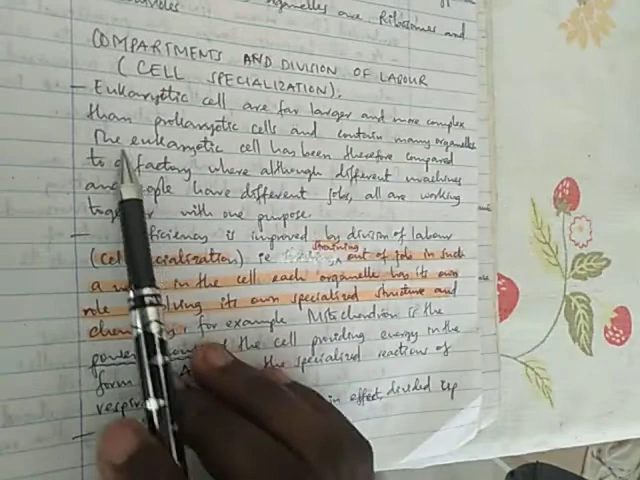 organelles are Ribosomes and
COMPARTMENTS AND DIVISION OF LABOUR
(CELL SPECIALIZATION).
- Eukaryotic cell are far larger and more complex
than prokaryotic cells and contain many organelles
The eukaryotic cell has been therefore compared
to a factory where although different machines
and people have different jobs, all are working
together with one purpose.
- efficiency is improved by division of labour
(cell specialization) ie sharing out of job in such
a in the cell each organelle has its own
role its own specialized structure and
for example Mitochondrion is the
power of the cell providing energy in the
form the specialized reactions of
in effect divided up